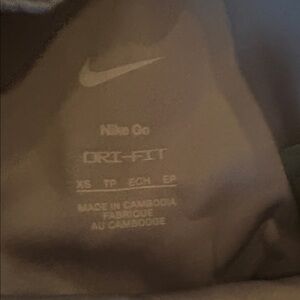 Nike Go
DRI-FIT
XS TP ECH EP
MADE IN CAMBODIA
FABRIQUÉ
AU CAMBODGE